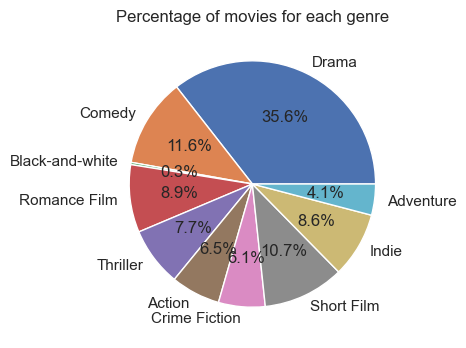 Percentage of movies for each genre
Drama
35.6%
Comedy
11.6%
Black-and-white
0.3%
Romance Film
8.9%
Thriller
7.7%
Action
6.5%
Crime Fiction
6.1%
Short Film
10.7%
Indie
8.6%
Adventure
4.1%